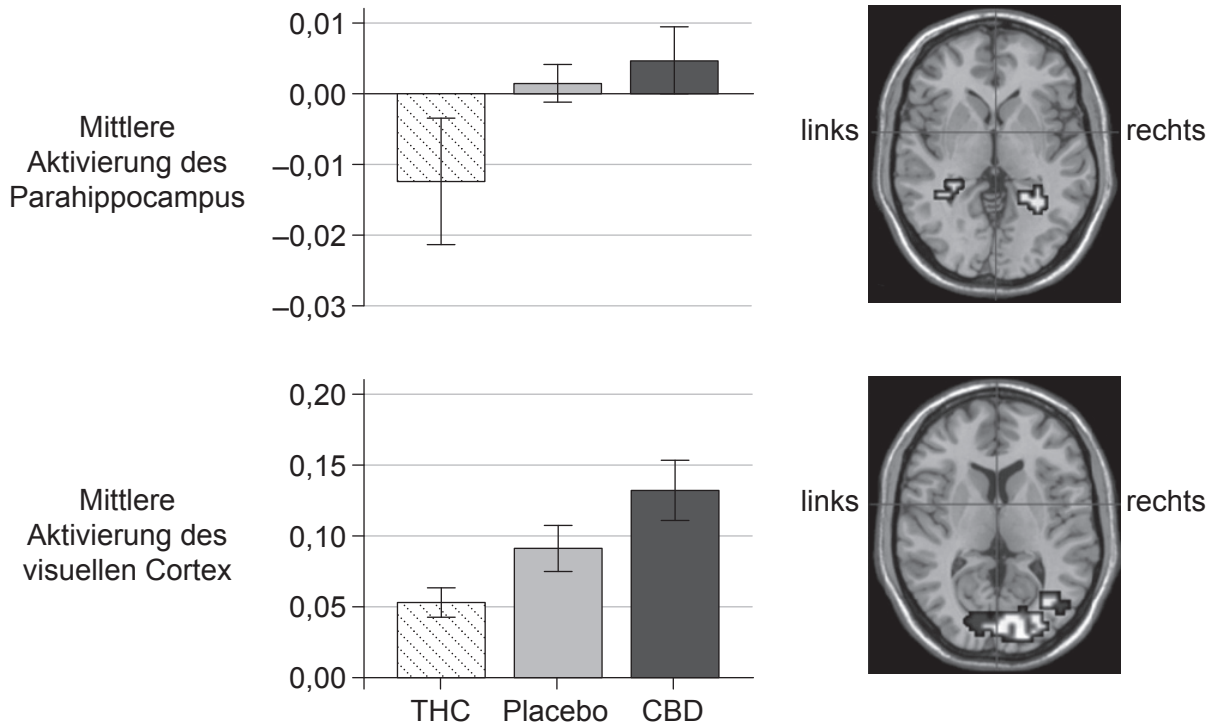 Mittlere
Aktivierung des
Parahippocampus
0,01
0,00
–0,01
–0,02
–0,03
links
rechts
Mittlere
Aktivierung des
visuellen Cortex
0,20
0,15
0,10
0,05
0,00
THC Placebo CBD
links
rechts